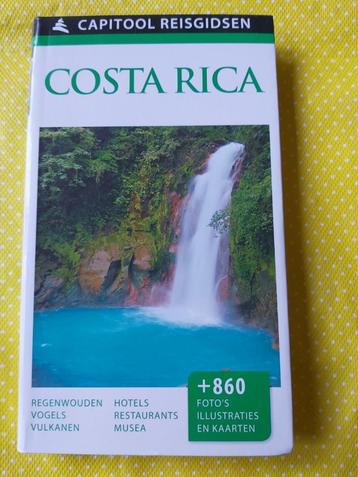 CAPITOOL REISGIDSEN
COSTA RICA
REGENWOUDEN
VOGELS
VULKANEN
HOTELS
RESTAURANTS
MUSEA
+860
FOTO'S
ILLUSTRATIES
EN KAARTEN